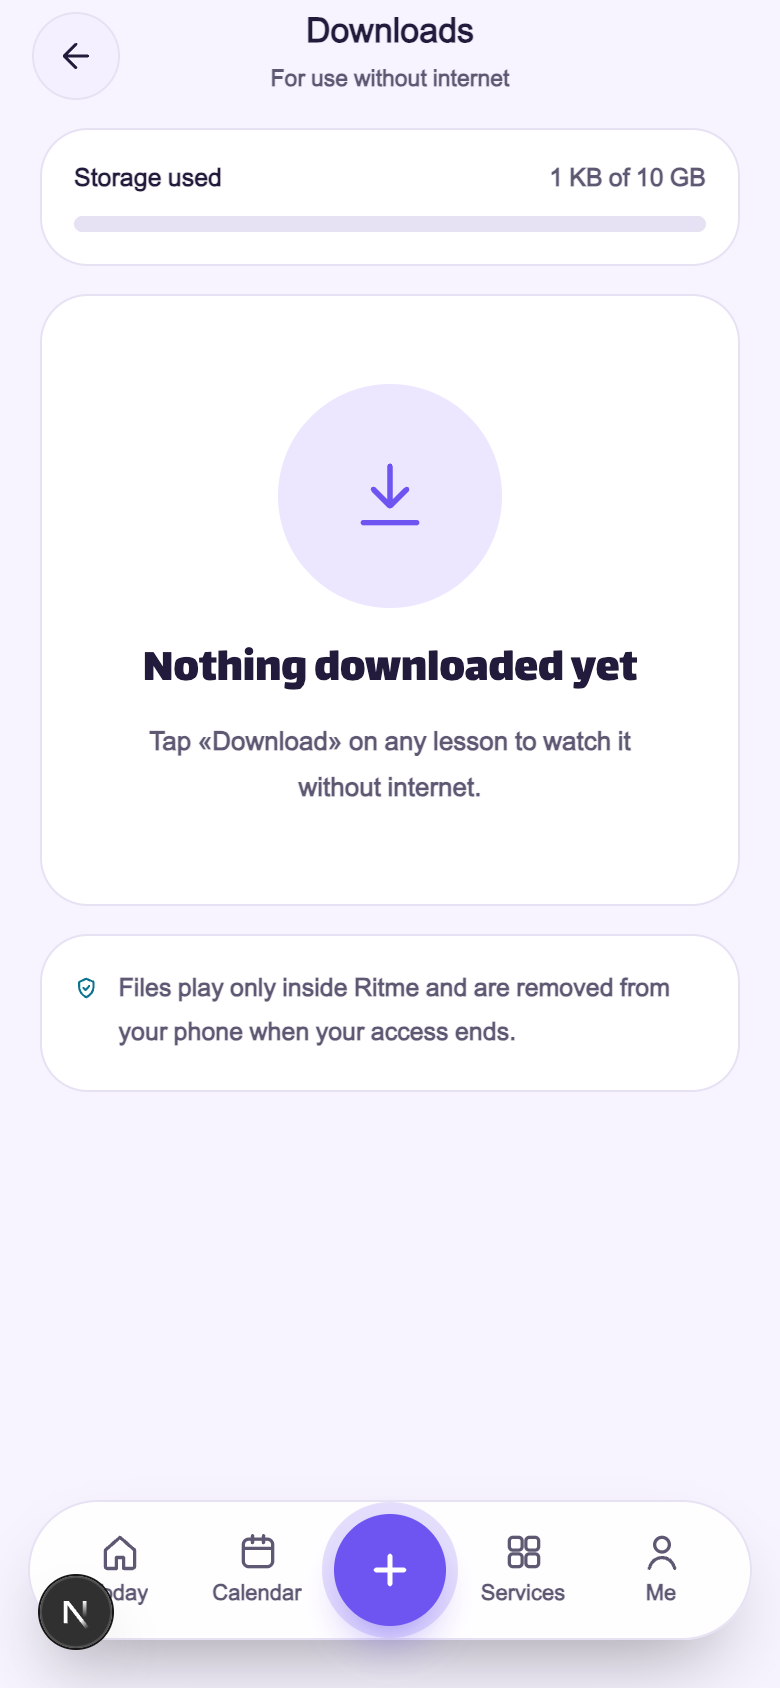 Downloads
For use without internet
Storage used 1 KB of 10 GB
Nothing downloaded yet
Tap «Download» on any lesson to watch it
without internet.
Files play only inside Ritme and are removed from
your phone when your access ends.
Calendar Services Me
N